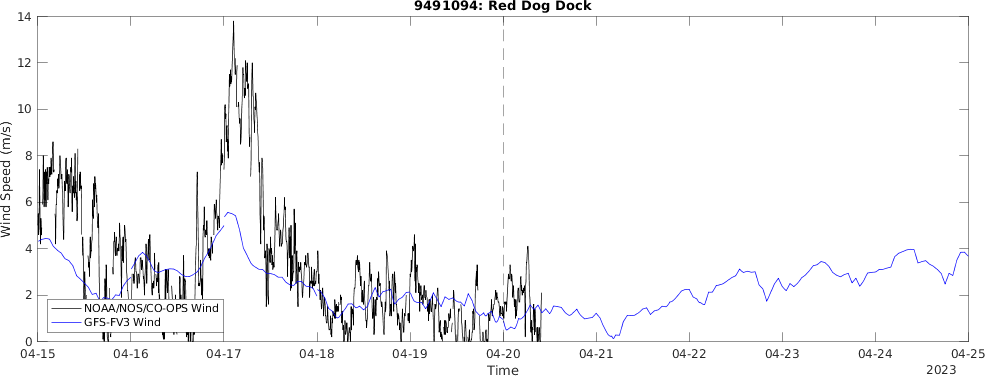 9491094: Red Dog Dock
14
12
10
8
6
4
2
0
Wind Speed (m/s)
NOAA/NOS/CO-OPS Wind
GFS-FV3 Wind
04-15 04-16 04-17 04-18 04-19 04-20 04-21 04-22 04-23 04-24 04-25
Time
2023